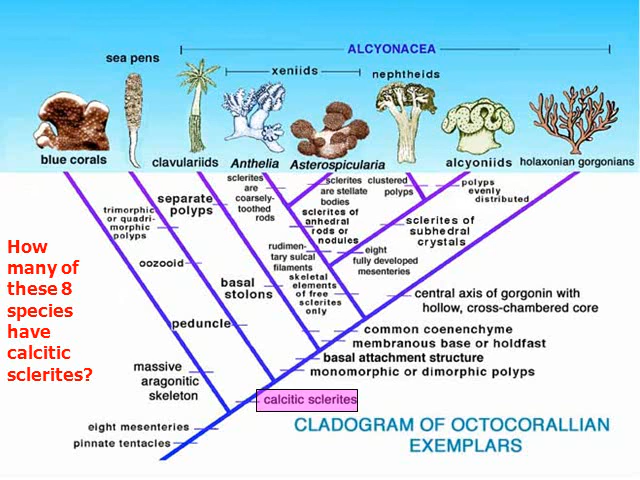 ALCYONACEA
sea pens
xeniids
nephtheids
blue corals
clavulariids
Anthelia
Asterospicularia
alcyoniids
holaxonian gorgonians
trimorphic
or quadri-
morphic
polyps
separate
polyps
sclerites
are
coarsely-
toothed
rods
sclerites
are stellate
bodies
clustered
polyps
polyps
evenly
distributed
sclerites of
anhedral
rods or
nodules
sclerites of
subhedral
crystals
How
many of
these 8
species
have
calcitic
sclerites?
oozooid
rudimen-
tary sulcal
filaments
eight
fully developed
mesenteries
basal
stolons
skeletal
elements
of free
sclerites
only
central axis of gorgonin with
hollow, cross-chambered core
peduncle
common coenenchyme
membranous base or holdfast
basal attachment structure
monomorphic or dimorphic polyps
massive
aragonitic
skeleton
calcitic sclerites
eight mesenteries
pinnate tentacles
CLADOGRAM OF OCTOCORALLIAN
EXEMPLARS